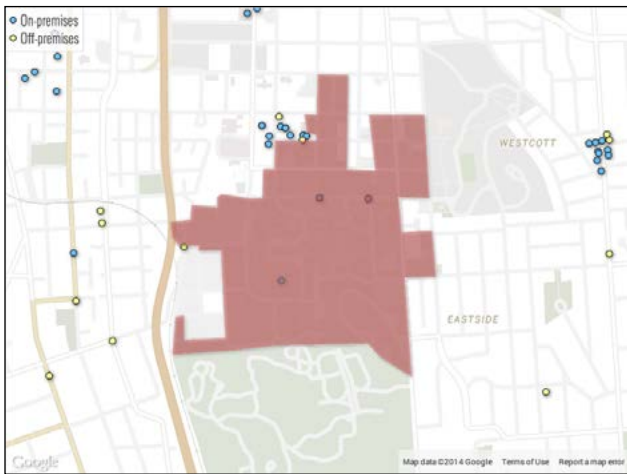 On-premises
Off-premises
WESTCOTT
EASTSIDE
Google
Map data ©2014 Google Terms of Use Report a map error